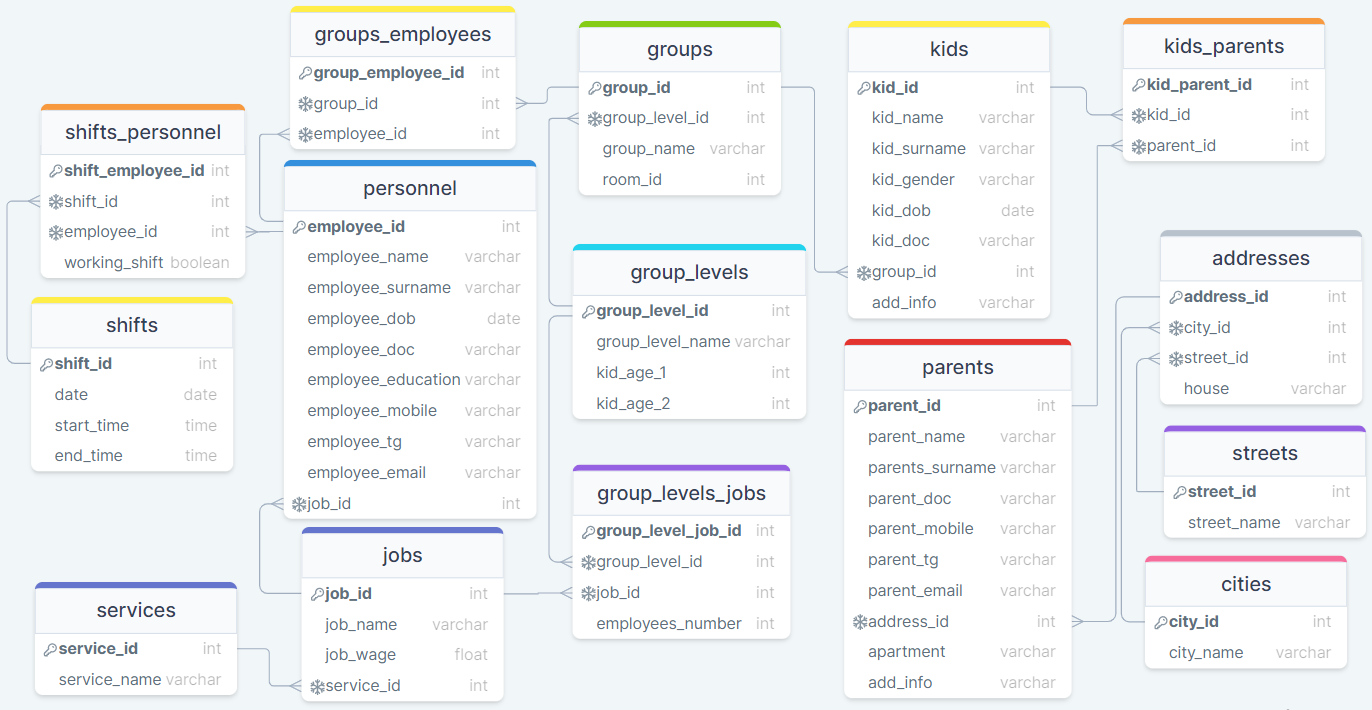 groups_employees
group_employee_id int
group_id int
employee_id int
groups
group_id int
group_level_id int
group_name varchar
room_id int
kids
kid_id int
kid_name varchar
kid_surname varchar
kid_gender varchar
kid_dob date
kid_doc varchar
group_id int
add_info varchar
kids_parents
kid_parent_id int
kid_id int
parent_id int
shifts_personnel
shift_employee_id int
shift_id int
employee_id int
working_shift boolean
personnel
employee_id int
employee_name varchar
employee_surname varchar
employee_dob date
employee_doc varchar
employee_education varchar
employee_mobile varchar
employee_tg varchar
employee_email varchar
job_id int
group_levels
group_level_id int
group_level_name varchar
kid_age_1 int
kid_age_2 int
addresses
address_id int
city_id int
street_id int
house varchar
shifts
shift_id int
date date
start_time time
end_time time
parents
parent_id int
parent_name varchar
parents_surname varchar
parent_doc varchar
parent_mobile varchar
parent_tg varchar
parent_email varchar
address_id int
apartment varchar
add_info varchar
streets
street_id int
street_name varchar
group_levels_jobs
group_level_job_id int
group_level_id int
job_id int
employees_number int
jobs
job_id int
job_name varchar
job_wage float
service_id int
services
service_id int
service_name varchar
cities
city_id int
city_name varchar